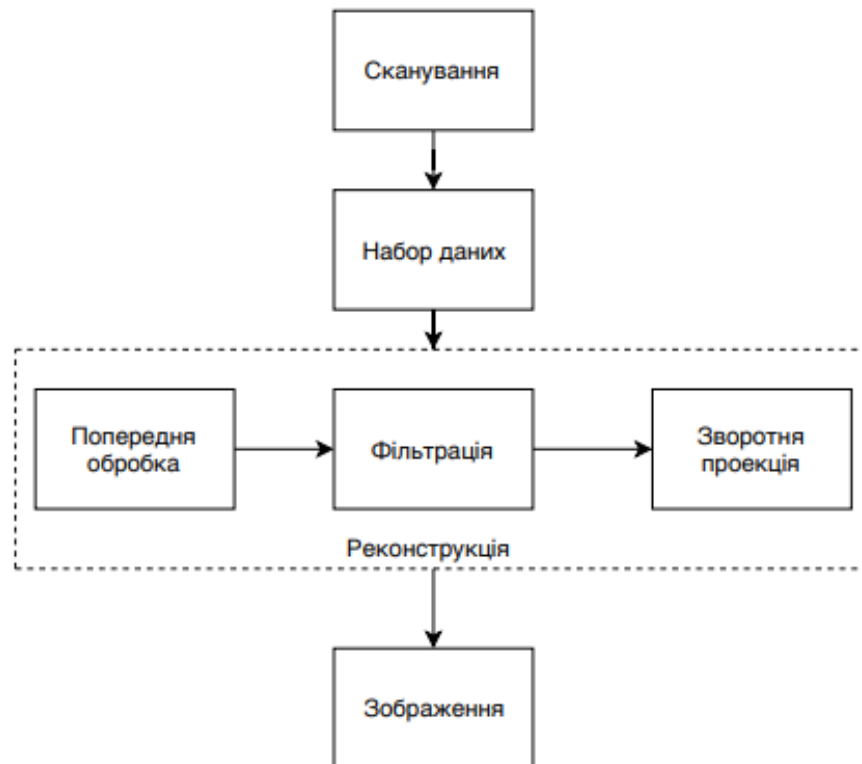 Сканування
Набор даних
Попередня
обробка
Фільтрація
Зворотня
проекція
Реконструкція
Зображення